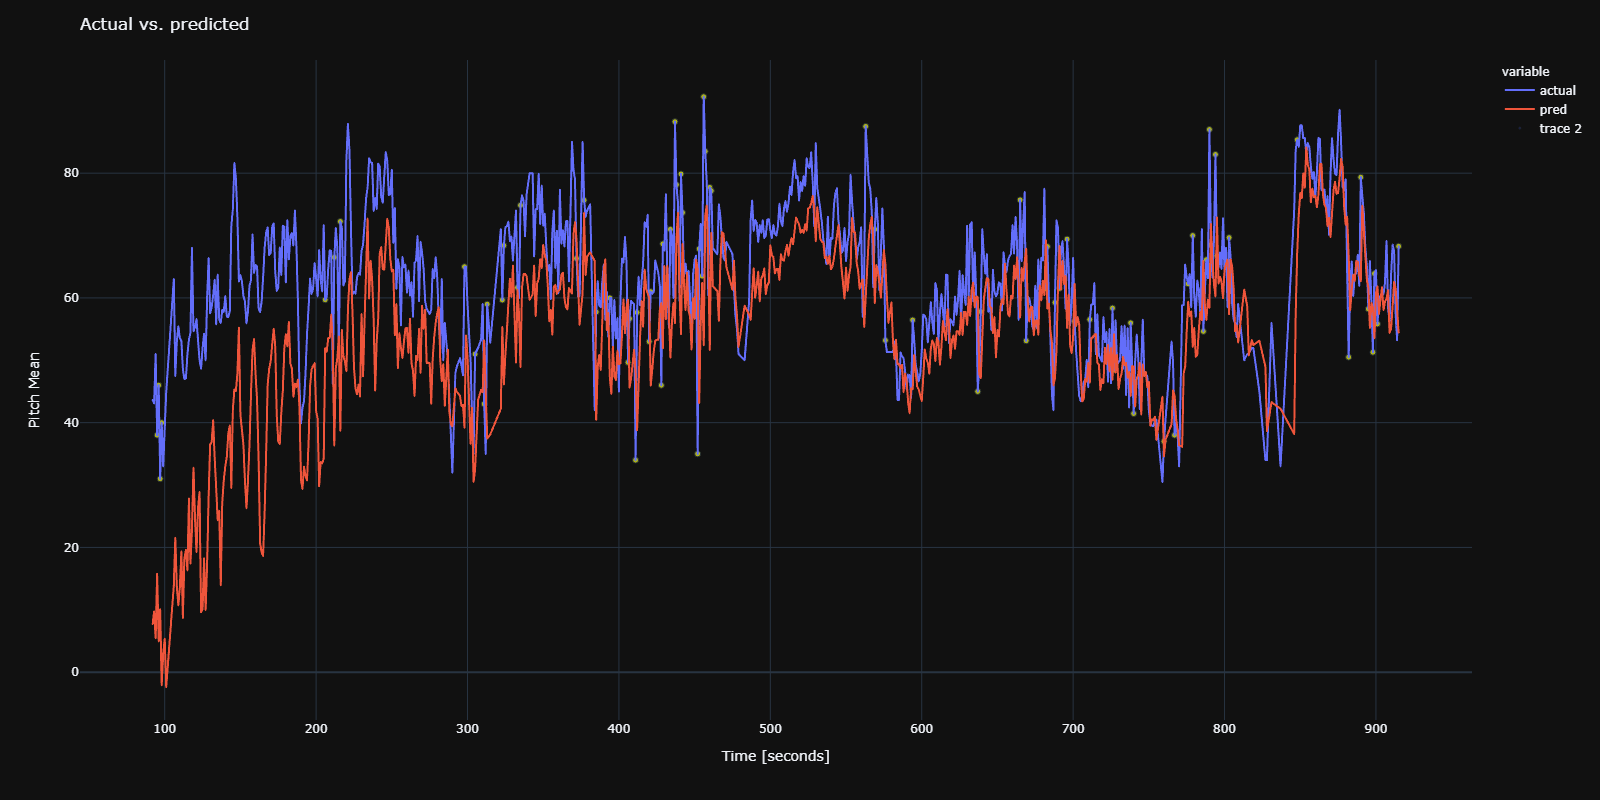 Actual vs. predicted
variable
actual
pred
trace 2
Pitch Mean
80
60
40
20
0
100 200 300 400 500 600 700 800 900
Time [seconds]